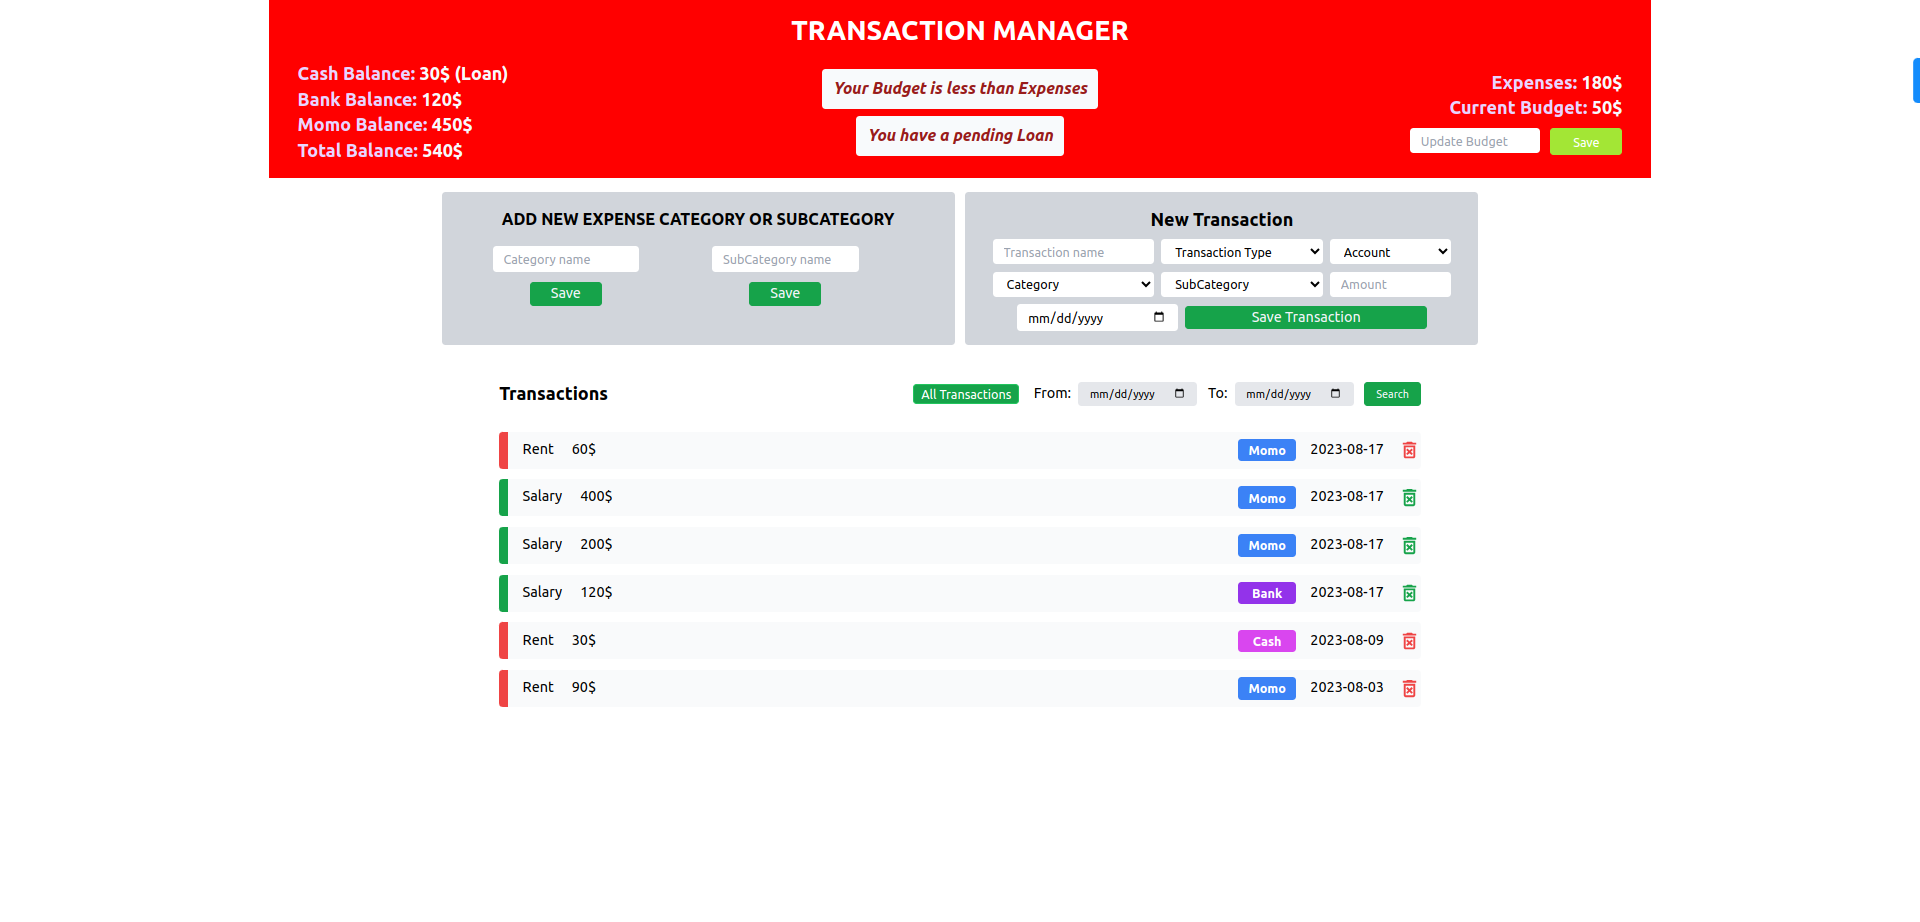 TRANSACTION MANAGER
Cash Balance: 30$ (Loan)
Bank Balance: 120$
Momo Balance: 450$
Total Balance: 540$
Your Budget is less than Expenses
You have a pending Loan
Expenses: 180$
Current Budget: 50$
Update Budget Save
ADD NEW EXPENSE CATEGORY OR SUBCATEGORY
Category name SubCategory name
Save Save
New Transaction
Transaction name Transaction Type Account
Category SubCategory Amount
mm/dd/yyyy Save Transaction
Transactions All Transactions From: mm/dd/yyyy To: mm/dd/yyyy Search
Rent 60$ Momo 2023-08-17
Salary 400$ Momo 2023-08-17
Salary 200$ Momo 2023-08-17
Salary 120$ Bank 2023-08-17
Rent 30$ Cash 2023-08-09
Rent 90$ Momo 2023-08-03